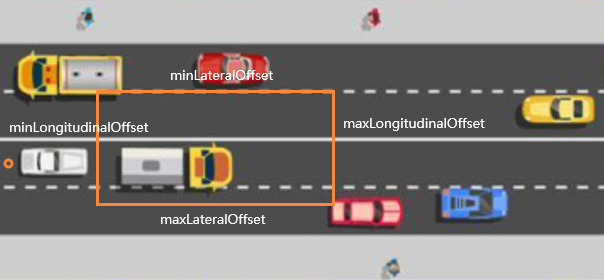 minLateralOffset
minLongitudinalOffset
maxLongitudinalOffset
maxLateralOffset